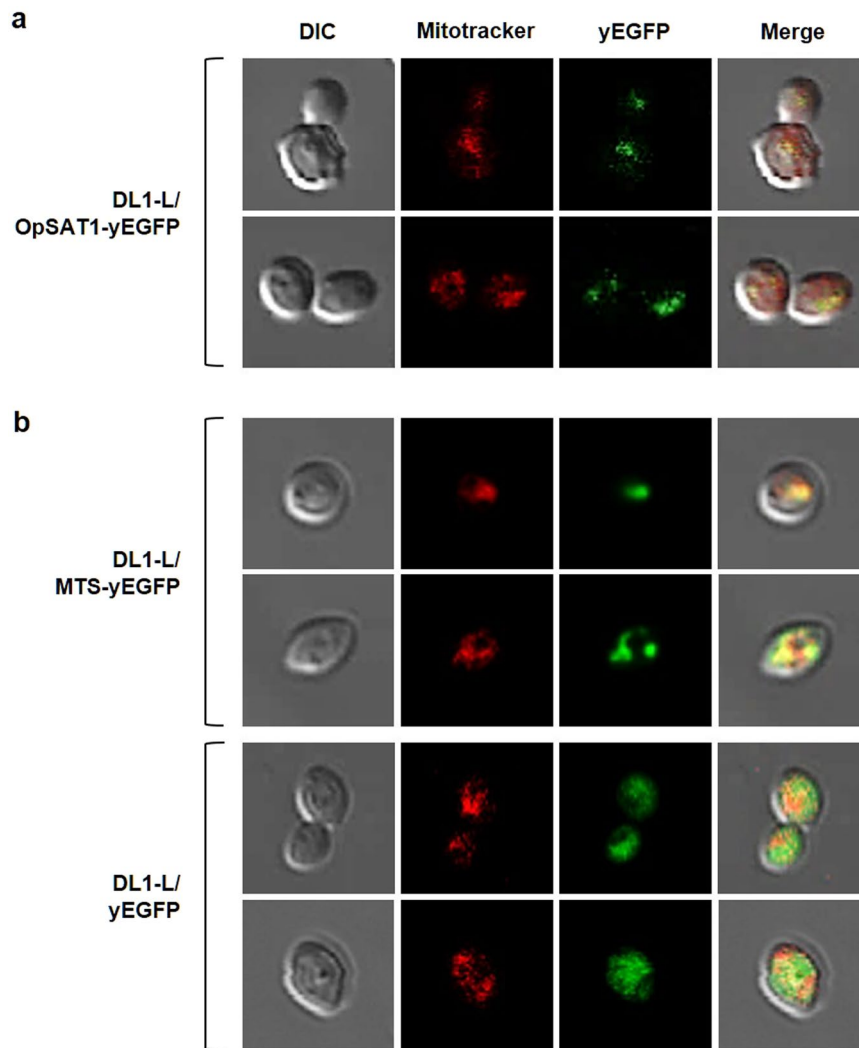 a
DIC Mitotracker yEGFP Merge
DL1-L/
OpSAT1-yEGFP
b
DL1-L/
MTS-yEGFP
DL1-L/
yEGFP